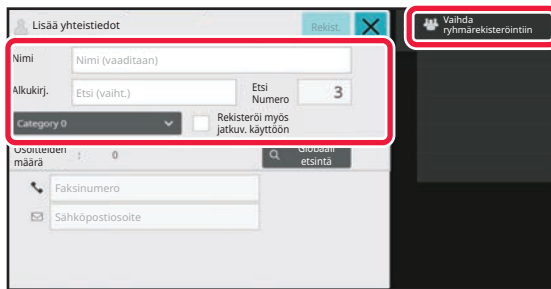 Lisää yhteistiedot
Rekist.
Vaihda
ryhmärekisteröintiin
Nimi
Nimi (vaaditaan)
Alkukirj.
Etsi (vaiht.)
Etsi
Numero
3
Category 0
Rekisteröi myös
jatkuv. käyttöön
Osoitteiden
määrä
:
0
Globaali
etsintä
Faksinumero
Sähköpostiosoite